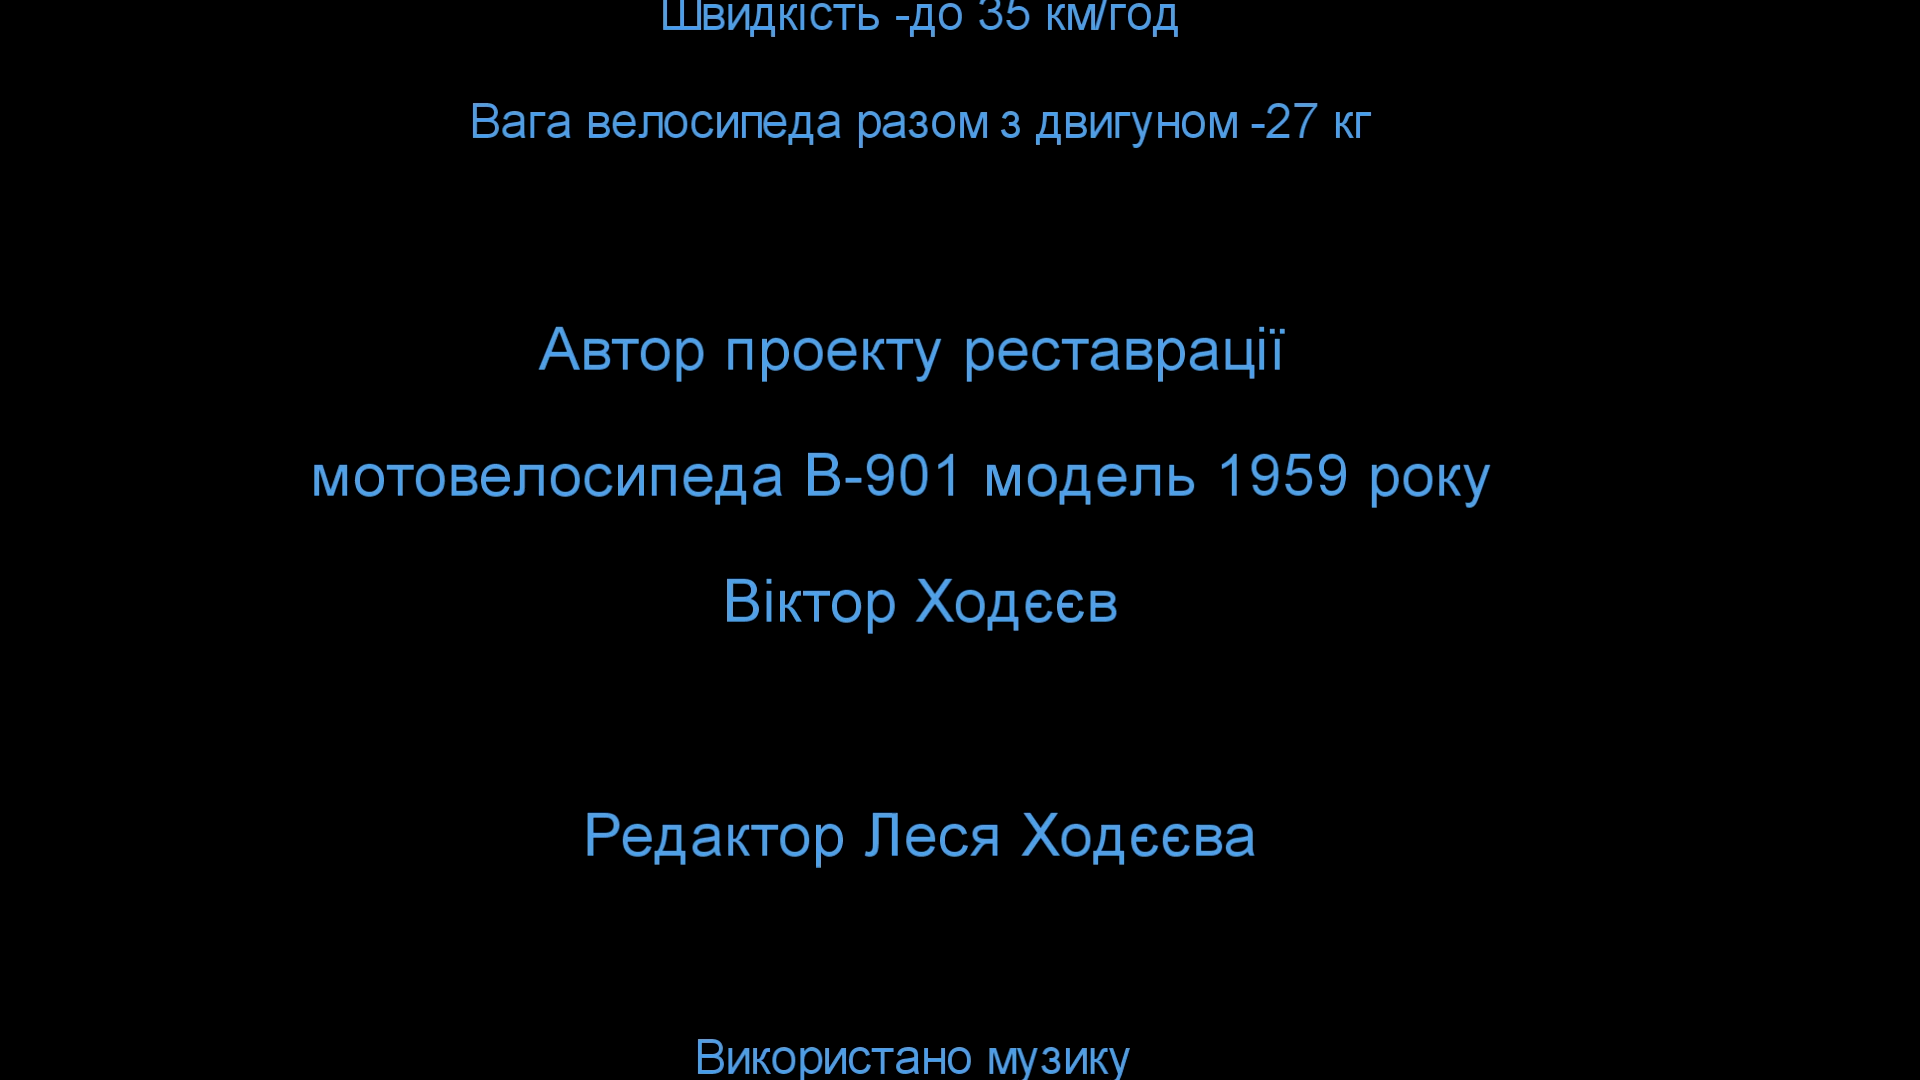 Швидкість -до 35 км/год
Вага велосипеда разом з двигуном -27 кг
Автор проекту реставрації
мотовелосипеда В-901 модель 1959 року
Віктор Ходєєв
Редактор Леся Ходєєва
Використано музику